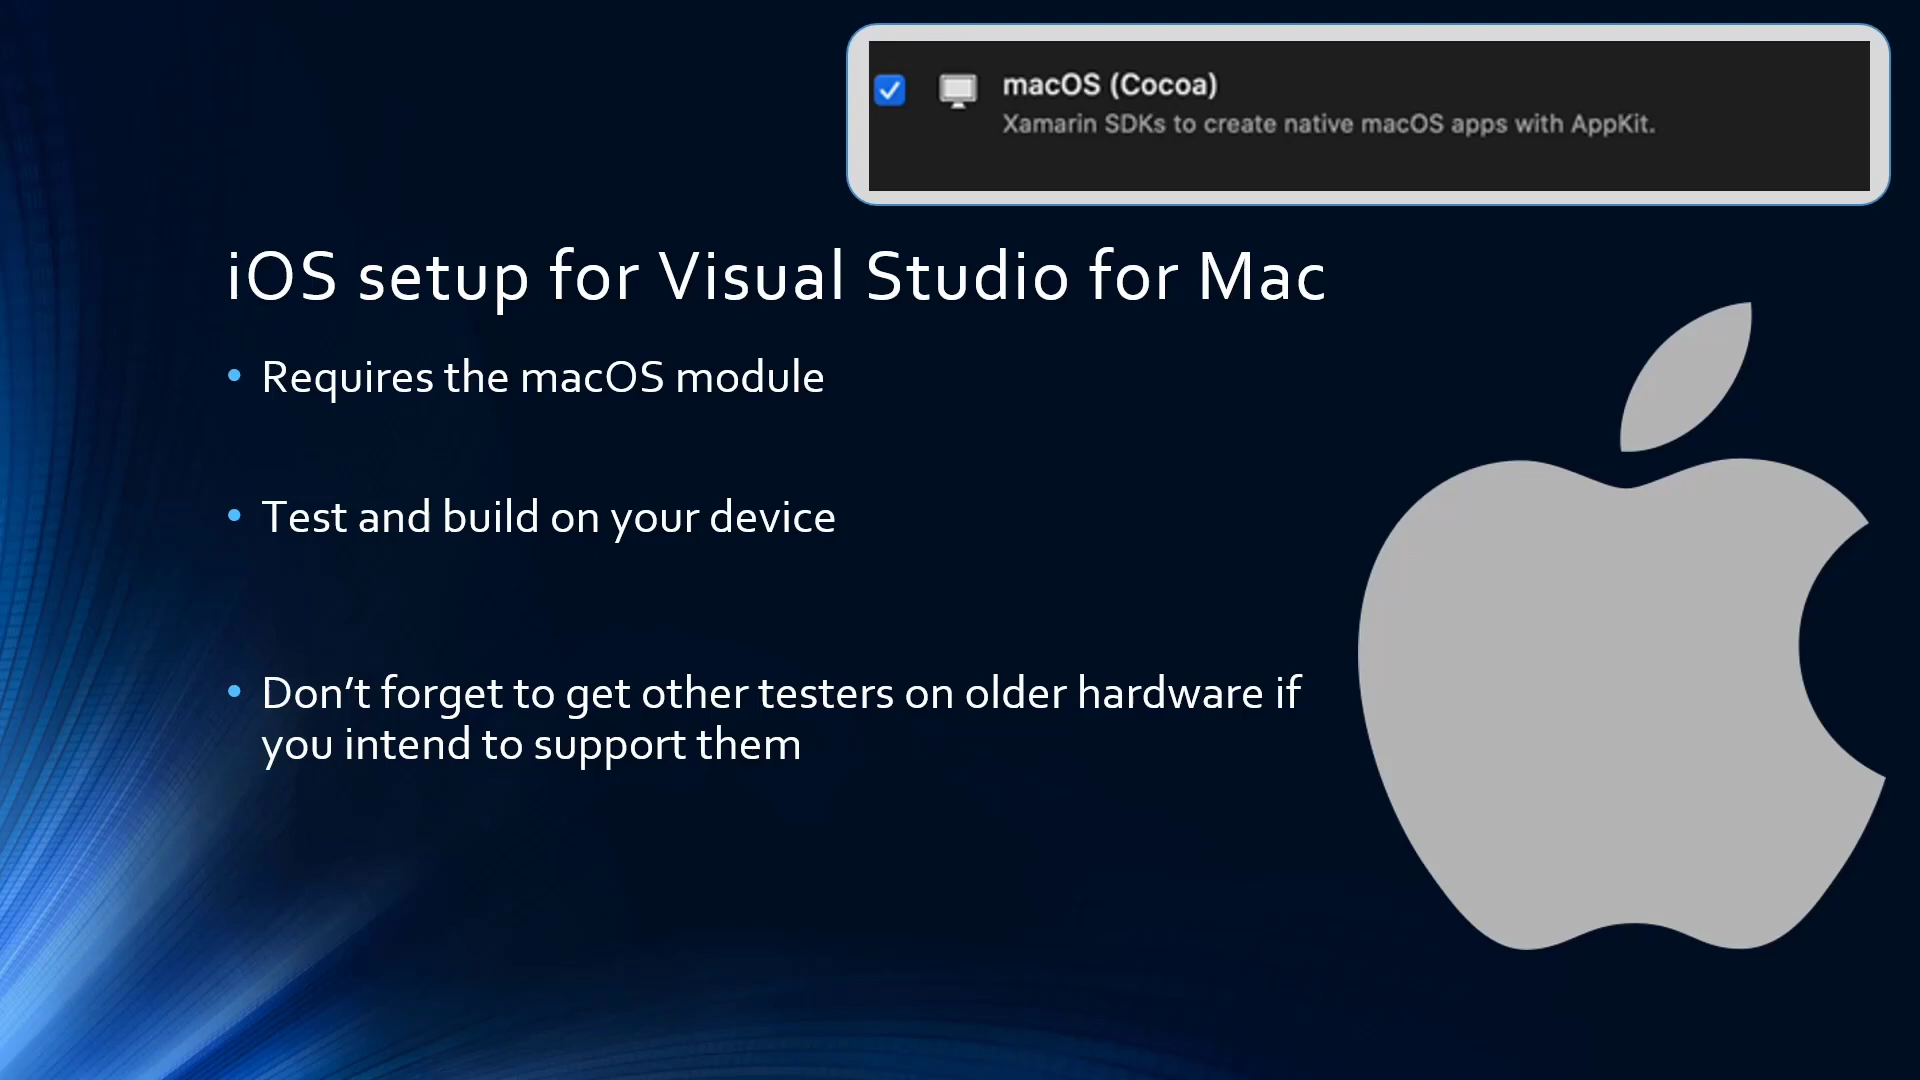 macOS (Cocoa)
Xamarin SDKs to create native macOS apps with AppKit.
iOS setup for Visual Studio for Mac
• Requires the macOS module
• Test and build on your device
• Don’t forget to get other testers on older hardware if
you intend to support them